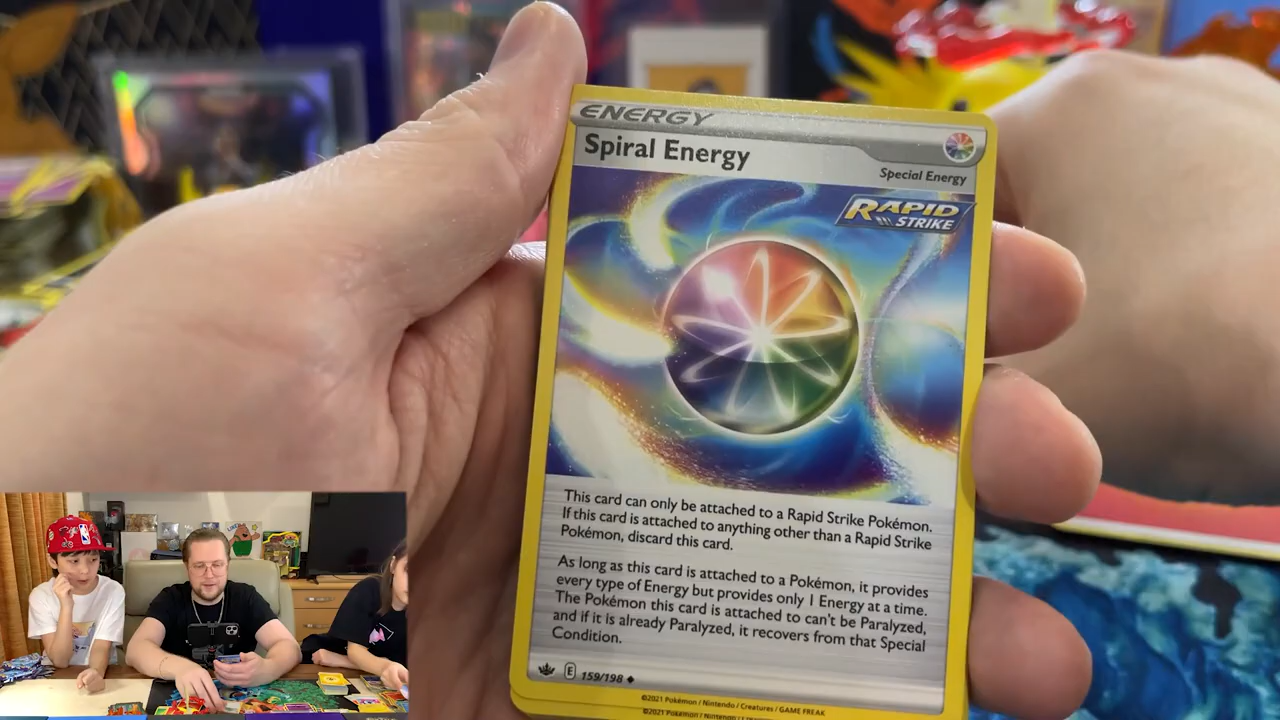 ENERGY
Spiral Energy
Special Energy
RAPID
STRIKE
This card can only be attached to a Rapid Strike Pokémon.
If this card is attached to anything other than a Rapid Strike
Pokémon, discard this card.
As long as this card is attached to a Pokémon, it provides
every type of Energy but provides only 1 Energy at a time.
The Pokémon this card is attached to can't be Paralyzed,
and if it is already Paralyzed, it recovers from that Special
Condition.
E 159/198
©2021 Pokémon / Nintendo / Creatures / GAME FREAK